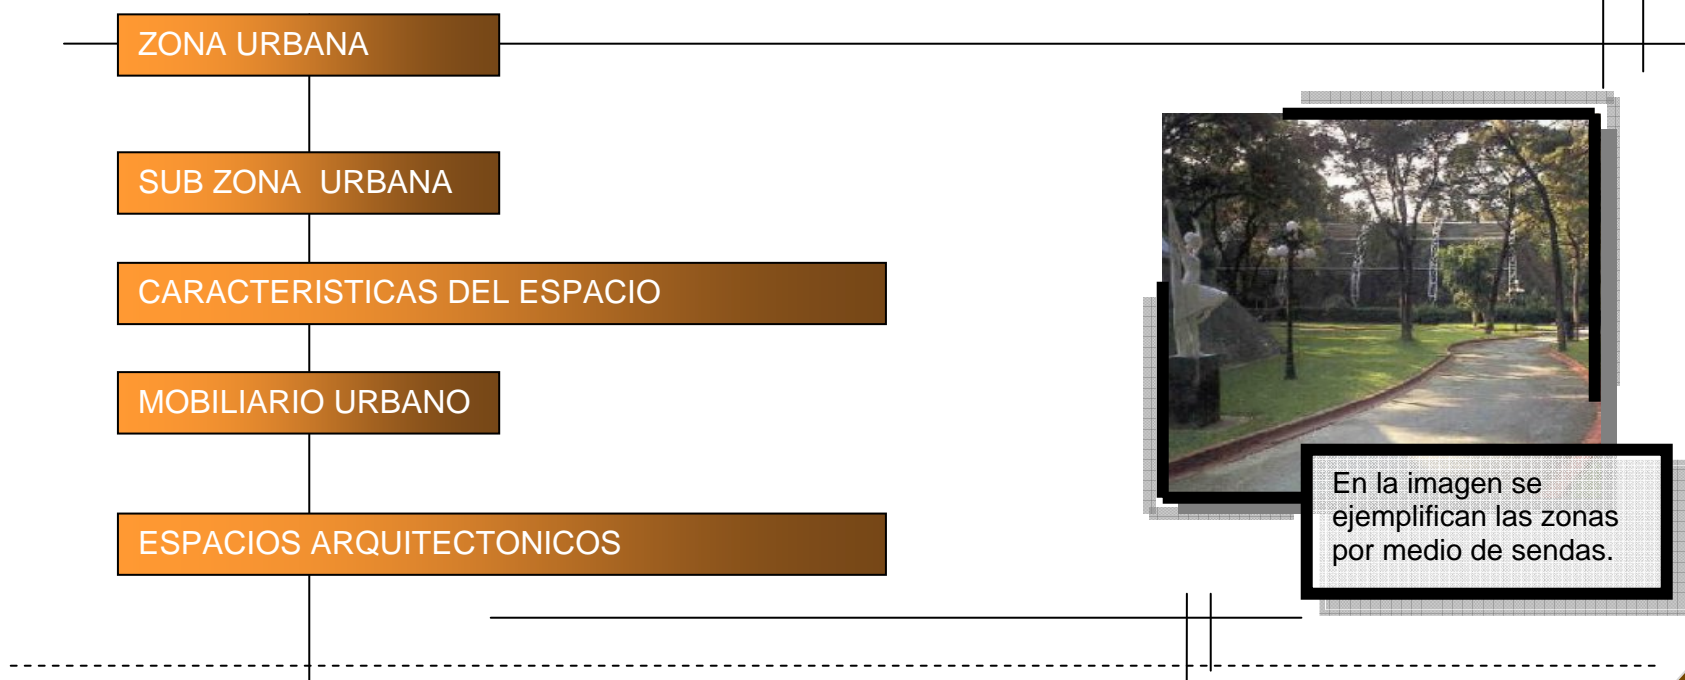 ZONA URBANA
SUB ZONA  URBANA
CARACTERISTICAS DEL ESPACIO
MOBILIARIO URBANO
ESPACIOS ARQUITECTONICOS
En la imagen se
ejemplifican las zonas
por medio de sendas.